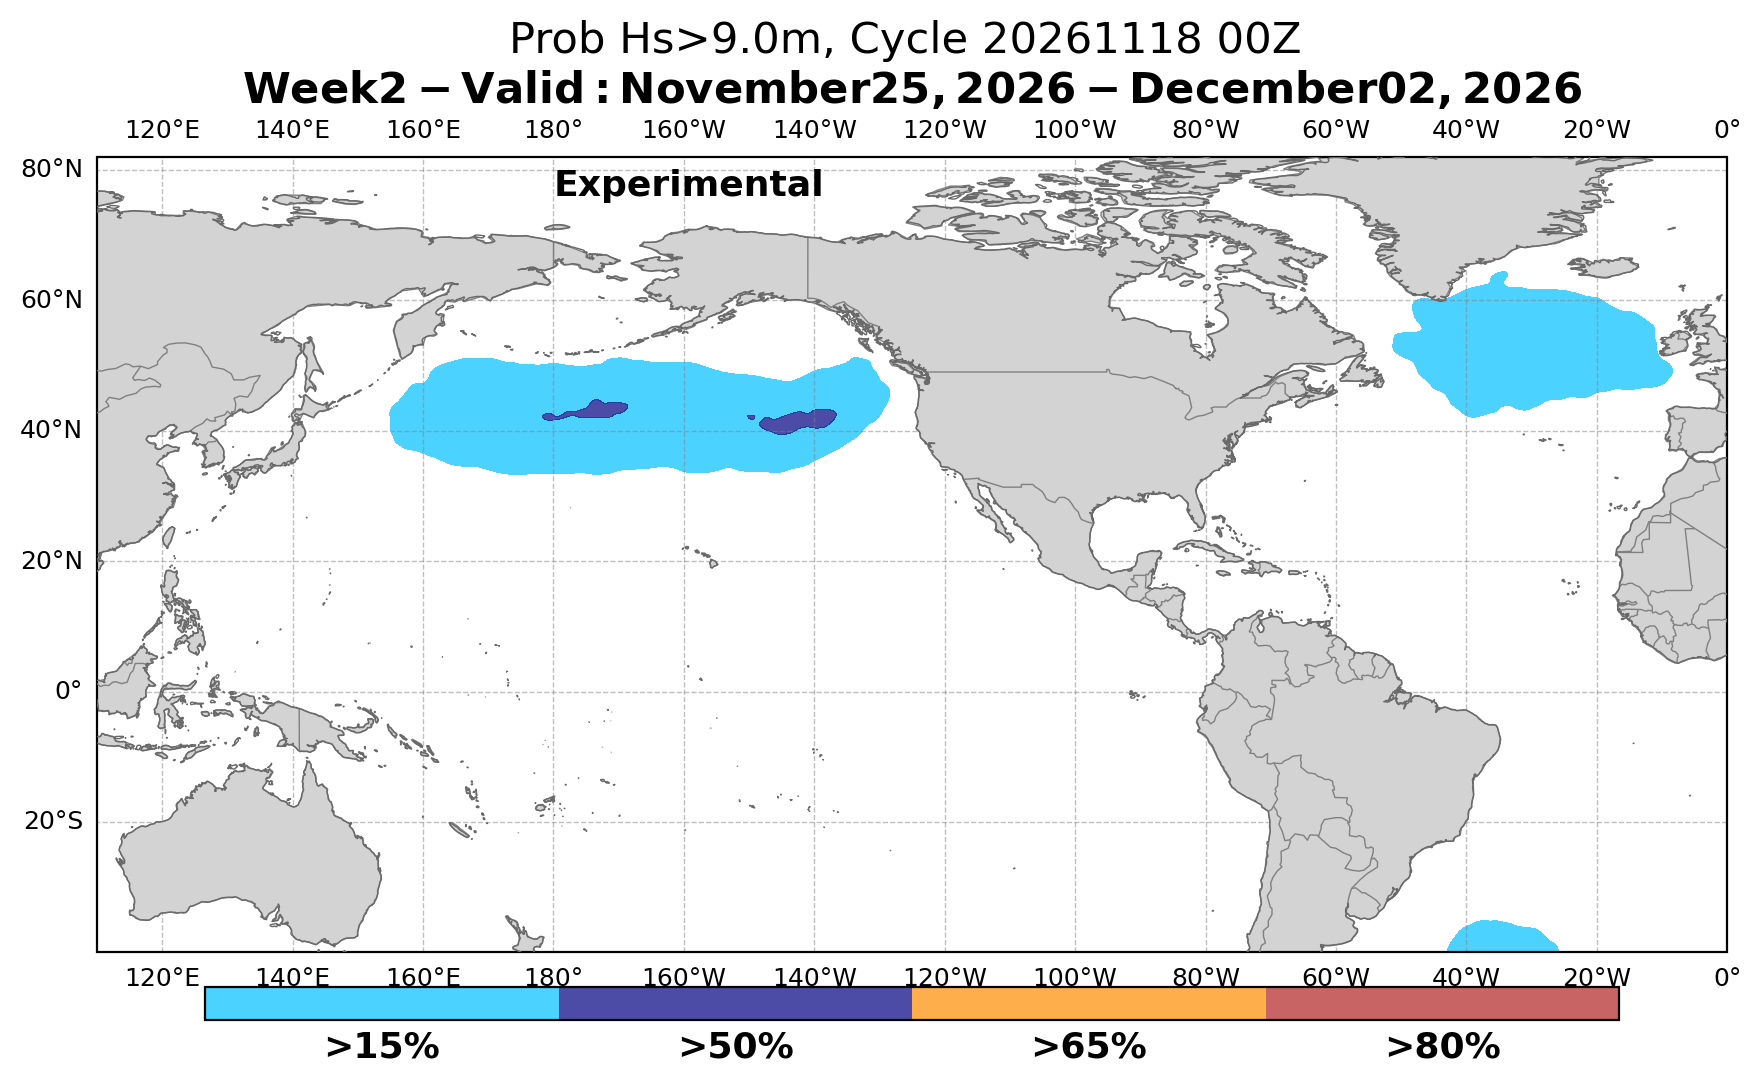 Prob Hs>9.0m, Cycle 20261118 00Z
Week2 − Valid : November25, 2026 − December02, 2026
120°E 140°E 160°E 180° 160°W 140°W 120°W 100°W 80°W 60°W 40°W 20°W 0°
80°N
Experimental
60°N
40°N
20°N
0°
20°S
120°E 140°E 160°E 180° 160°W 140°W 120°W 100°W 80°W 60°W 40°W 20°W 0°
>15% >50% >65% >80%